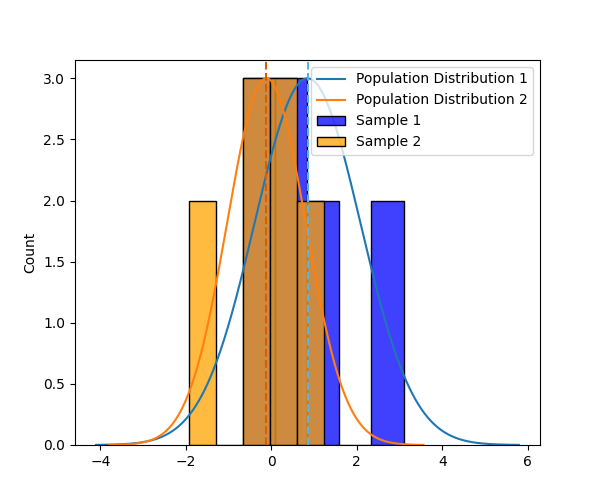 Population Distribution 1
Population Distribution 2
Sample 1
Sample 2
Count
3.0
2.5
2.0
1.5
1.0
0.5
0.0
−4 −2 0 2 4 6